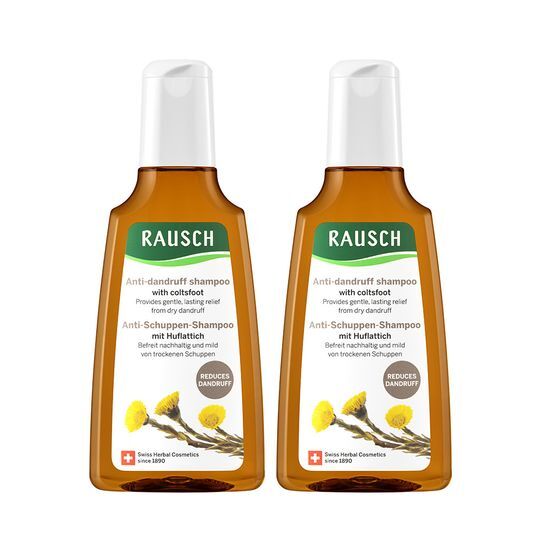 RAUSCH
Anti-dandruff shampoo
with coltsfoot
Provides gentle, lasting relief
from dry dandruff
Anti-Schuppen-Shampoo
mit Huflattich
Befreit nachhaltig und mild
von trockenen Schuppen
REDUCES
DANDRUFF
Swiss Herbal Cosmetics
since 1890
RAUSCH
Anti-dandruff shampoo
with coltsfoot
Provides gentle, lasting relief
from dry dandruff
Anti-Schuppen-Shampoo
mit Huflattich
Befreit nachhaltig und mild
von trockenen Schuppen
REDUCES
DANDRUFF
Swiss Herbal Cosmetics
since 1890